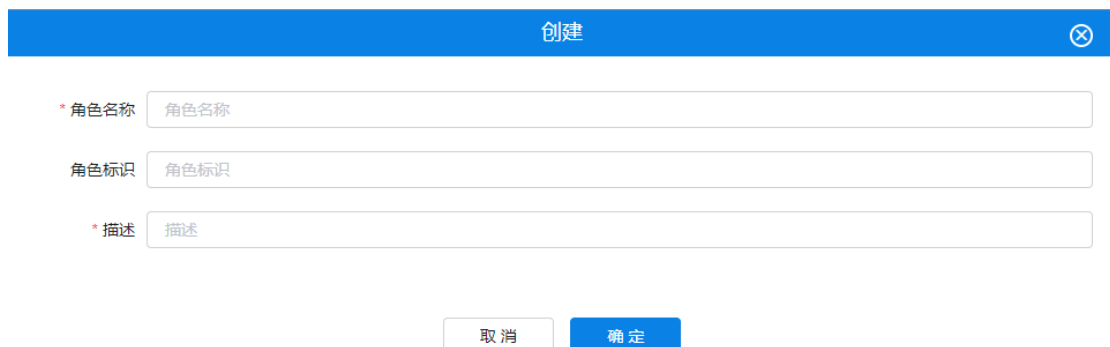 创建
* 角色名称 角色名称
角色标识 角色标识
* 描述 描述
取消 确定